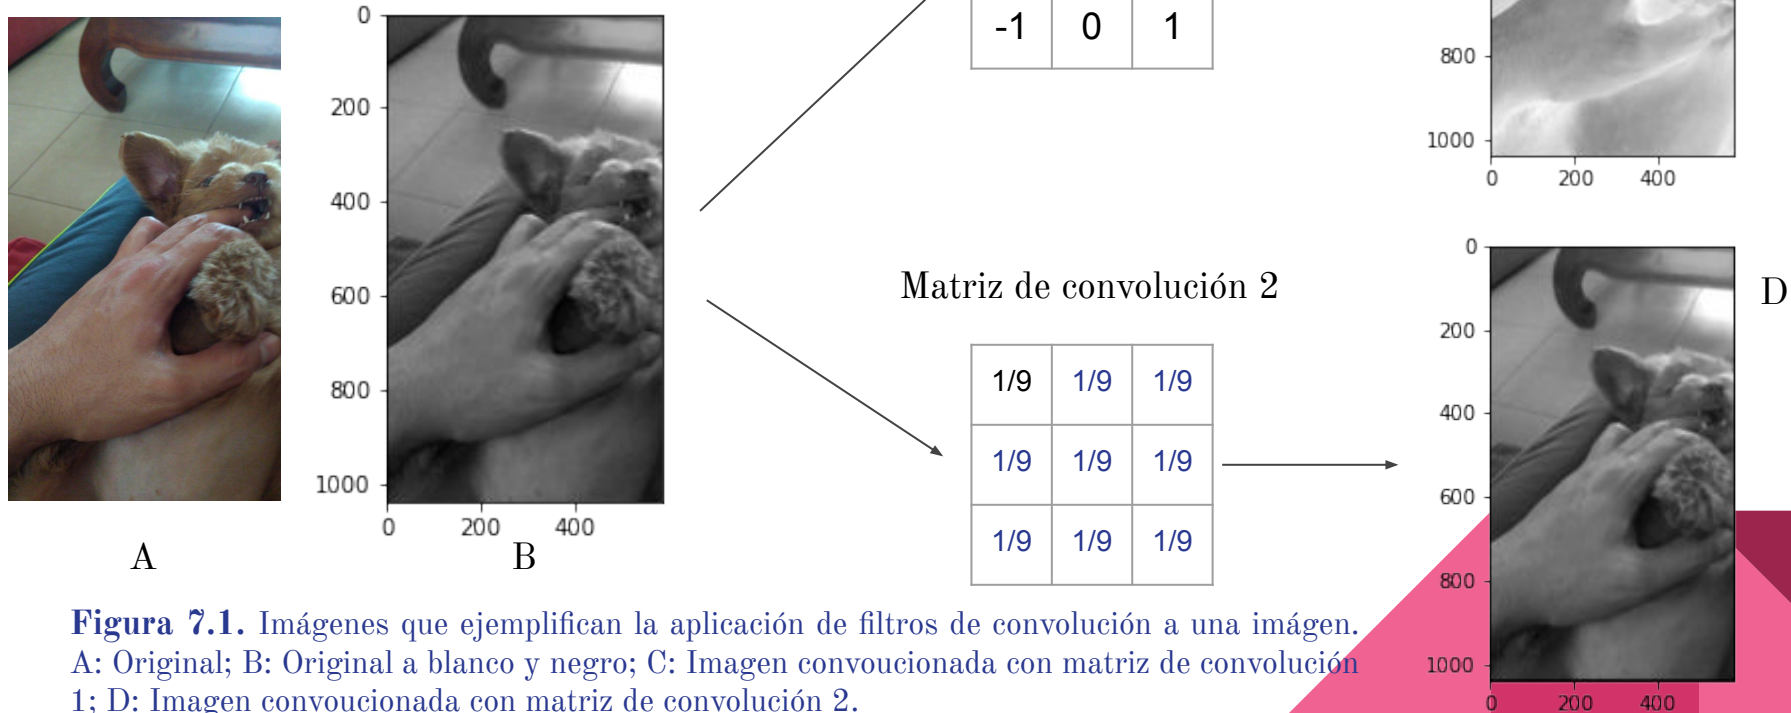 0
200
400
600
800
1000
0 200 400
A
B
-1 0 1
800
1000
0 200 400
Matriz de convolución 2
1/9 1/9 1/9
1/9 1/9 1/9
1/9 1/9 1/9
0
200
400
600
800
1000
0 200 400
D
Figura 7.1. Imágenes que ejemplifican la aplicación de filtros de convolución a una imágen.
A: Original; B: Original a blanco y negro; C: Imagen convoucionada con matriz de convolución
1; D: Imagen convoucionada con matriz de convolución 2.